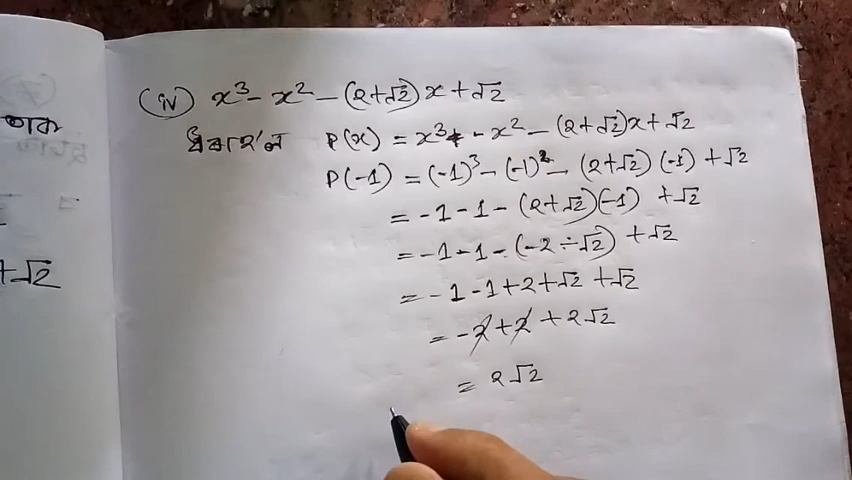 তাক
+√2
(iv) x³ - x² - (2+√2)x + √2
ধৰাহ'ল P(x) = x³ - x² - (2+√2)x + √2
P(-1) = (-1)³ - (-1)² - (2+√2)(-1) + √2
= -1 - 1 - (2+√2)(-1) + √2
= -1 - 1 - (-2 ÷ √2) + √2
= -1 - 1 + 2 + √2 + √2
= -2 + 2 + 2√2
= 2√2